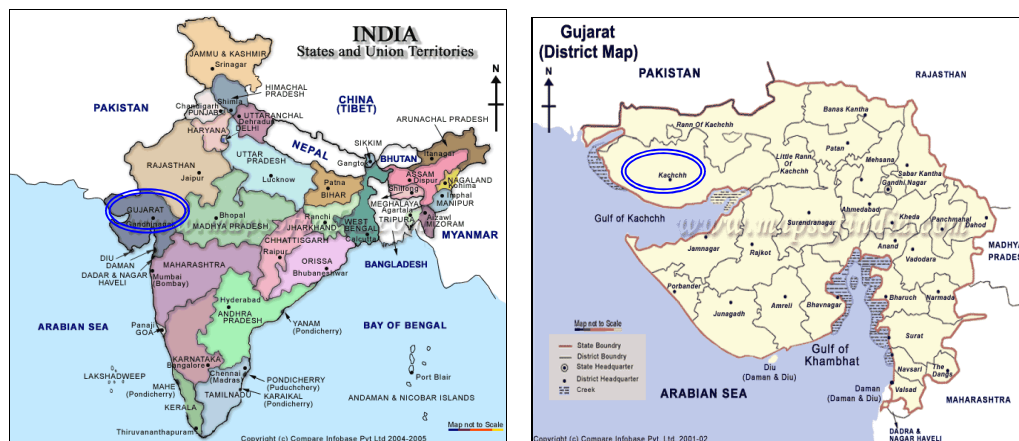 INDIA
States and Union Territories
N
JAMMU & KASHMIR
Srinagar
HIMACHAL
PRADESH
Shimla
Chandigarh
PUNJAB
UTTARANCHAL
Dehradun
HARYANA
DELHI
PAKISTAN
CHINA
(TIBET)
ARUNACHAL PRADESH
Itanagar
SIKKIM
Gangtok
NEPAL
BHUTAN
RAJASTHAN
Jaipur
UTTAR
PRADESH
Lucknow
Patna
BIHAR
ASSAM
Dispur
NAGALAND
Kohima
Shillong
MEGHALAYA
Imphal
MANIPUR
Agartala
TRIPURA
Aizawl
MIZORAM
GUJARAT
Gandhinagar
Bhopal
MADHYA PRADESH
Ranchi
JHARKHAND
WEST
BENGAL
Calcutta
MYANMAR
BANGLADESH
CHHATTISGARH
Raipur
ORISSA
Bhubaneshwar
DIU
DAMAN
DADAR & NAGAR
HAVELI
MAHARASHTRA
Mumbai
(Bombay)
Hyderabad
ANDHRA
PRADESH
ARABIAN SEA
Panaji
GOA
YANAM
(Pondicherry)
BAY OF BENGAL
KARNATAKA
Bangalore
Chennai
(Madras)
PONDICHERRY
(Puduchchery)
KARAIKAL
(Pondicherry)
LAKSHADWEEP
MAHE
(Pondicherry)
KERALA
TAMILNADU
Thiruvananthapuram
Port Blair
ANDAMAN & NICOBAR ISLANDS
Map not to Scale
Copyright (c) Compare Infobase Pvt Ltd 2004-2005
Gujarat
(District Map)
N
PAKISTAN
RAJASTHAN
Banas Kantha
Rann Of Kachchh
Patan
Little Rann
Of
Kachchh
Mehsana
Sabar Kantha
Gandhi Nagar
Kachchh
Gulf of Kachchh
Ahmedabad
Kheda
Panchmahal
Dahod
Surendranagar
www.mapsofindia.com
Anand
Vadodara
MADHYA
PRADES
Jamnagar
Rajkot
Porbander
Junagadh
Amreli
Bhavnagar
Bharuch
Narmada
Surat
Gulf of
Khambhat
Navsari
The
Dangs
Valsad
Map not to Scale
State Boundry
District Boundry
State Headquarter
District Headquarter
Creek
Diu
(Daman & Diu)
ARABIAN SEA
Daman
(Daman & Diu)
MAHARASHTRA
DADRA &
NAGAR HAVELI
Copyright (c) Compare Infobase Pvt. Ltd. 2001-02